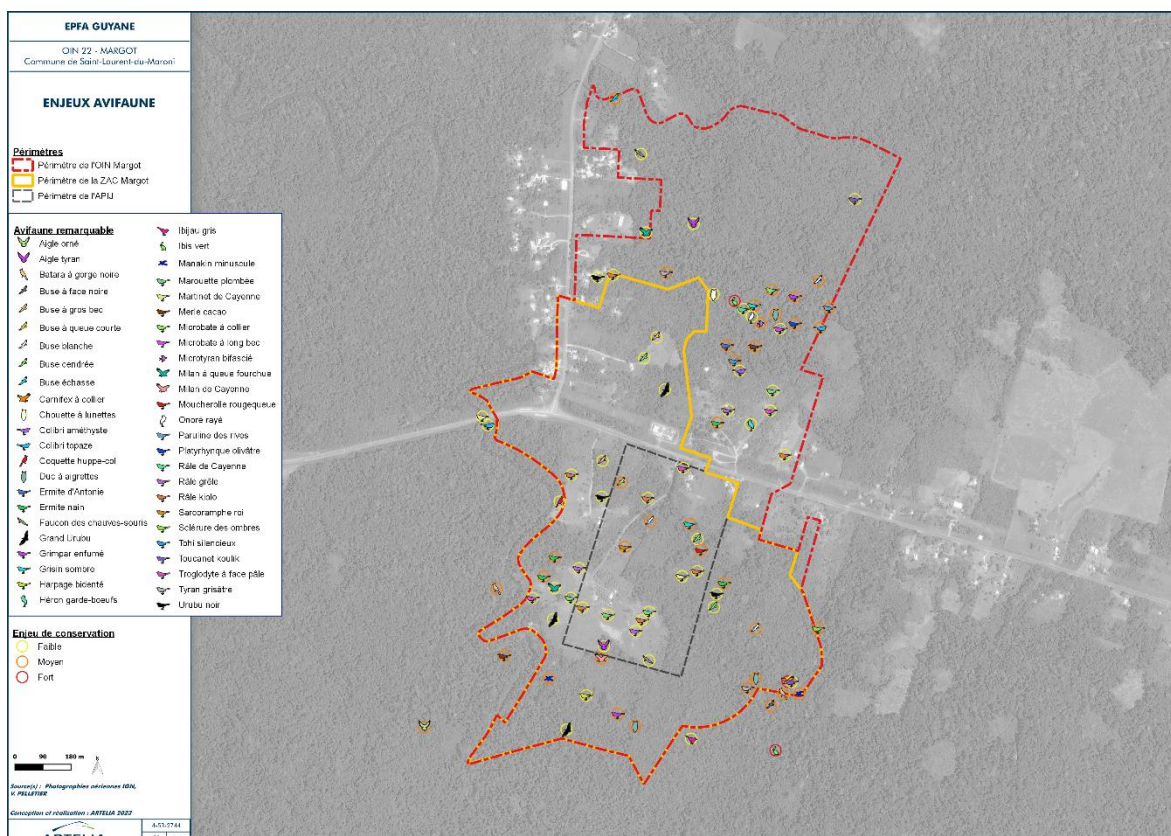 EPFA GUYANE
OIN 22 - MARGOT
Commune de Saint-Laurent-du-Maroni
ENJEUX AVIFAUNE
Périmètres
Périmètre de l'OIN Margot
Périmètre de la ZAC Margot
Périmètre de l'APIJ
Avifaune remarquable
Aigle orné
Aigle tyran
Batara à gorge noire
Buse à face noire
Buse à gros bec
Buse à queue courte
Buse blanche
Buse cendrée
Buse échasse
Carnifex à collier
Chouette à lunettes
Colibri améthyste
Colibri topaze
Coquette huppe-col
Duc à aigrettes
Ermite d'Antonie
Ermite nain
Faucon des chauves-souris
Grand Urubu
Grimpar enfumé
Grisin sombre
Harpage bidenté
Héron garde-boeufs
Ibijau gris
Ibis vert
Manakin minuscule
Marouette plombée
Martinet de Cayenne
Merle cacao
Microbate à collier
Microbate à long bec
Microtyran bifascié
Milan à queue fourchue
Milan de Cayenne
Moucherolle rougequeue
Onore rayé
Paruline des rives
Platyrhynque olivâtre
Râle de Cayenne
Râle grêle
Râle kiolo
Sarcoramphe roi
Sclérure des ombres
Tohi silencieux
Toucanet koulik
Troglodyte à face pâle
Tyran grisâtre
Urubu noir
Enjeu de conservation
Faible
Moyen
Fort
0 90 180 m
Source(s) : Photographies aériennes IGN,
V. PELLETIER
Conception et réalisation : ARTELIA 2022
ARTELIA
4-53-2744